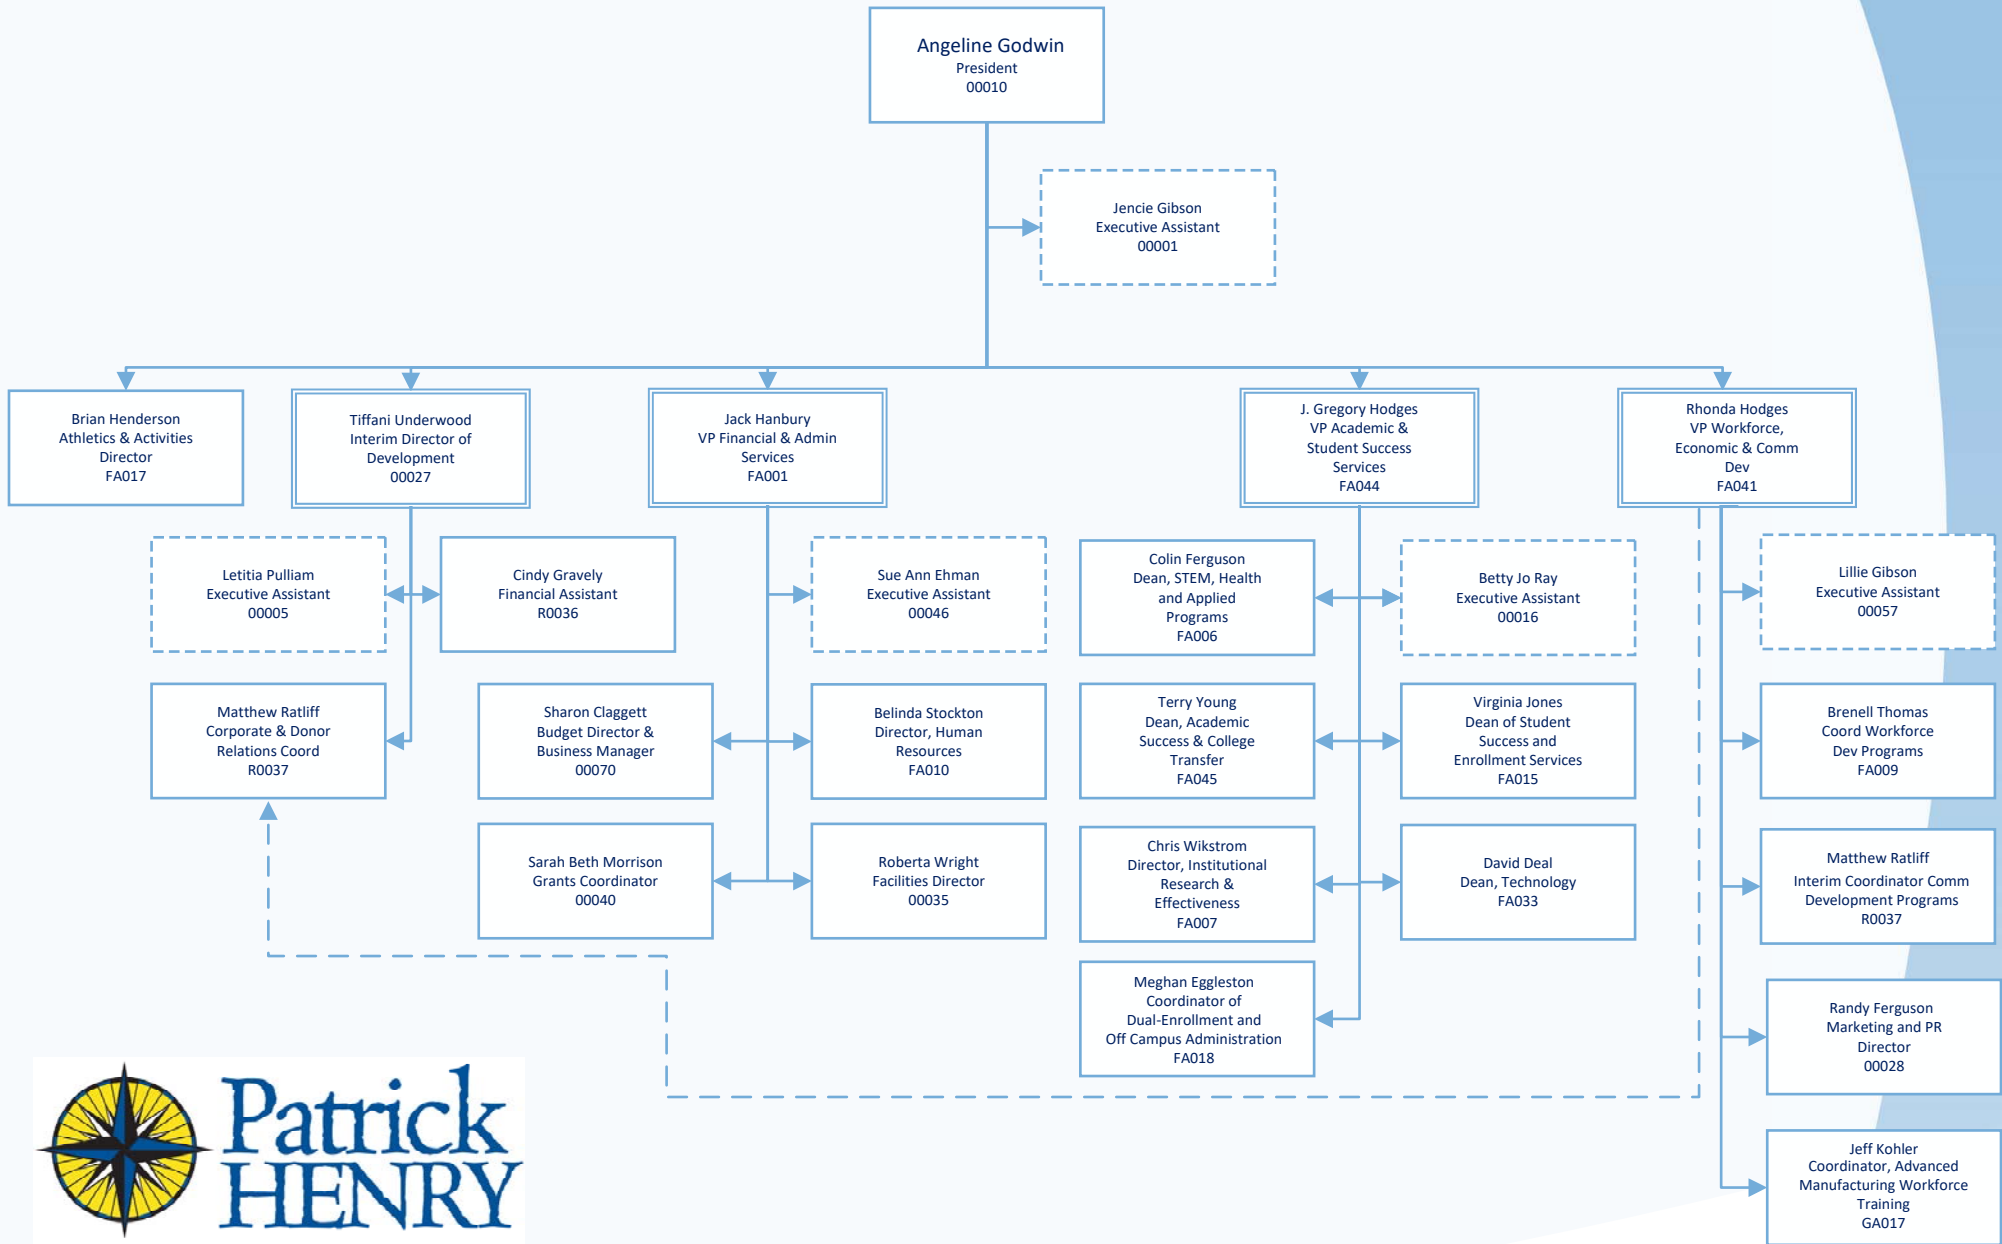 Angeline Godwin
President
00010
Jencie Gibson
Executive Assistant
00001
Brian Henderson
Athletics & Activities
Director
FA017
Tiffani Underwood
Interim Director of
Development
00027
Jack Hanbury
VP Financial & Admin
Services
FA001
J. Gregory Hodges
VP Academic &
Student Success
Services
FA044
Rhonda Hodges
VP Workforce,
Economic & Comm
Dev
FA041
Letitia Pulliam
Executive Assistant
00005
Cindy Gravely
Financial Assistant
R0036
Sue Ann Ehman
Executive Assistant
00046
Colin Ferguson
Dean, STEM, Health
and Applied
Programs
FA006
Betty Jo Ray
Executive Assistant
00016
Lillie Gibson
Executive Assistant
00057
Matthew Ratliff
Corporate & Donor
Relations Coord
R0037
Sharon Claggett
Budget Director &
Business Manager
00070
Belinda Stockton
Director, Human
Resources
FA010
Terry Young
Dean, Academic
Success & College
Transfer
FA045
Virginia Jones
Dean of Student
Success and
Enrollment Services
FA015
Brenell Thomas
Coord Workforce
Dev Programs
FA009
Sarah Beth Morrison
Grants Coordinator
00040
Roberta Wright
Facilities Director
00035
Chris Wikstrom
Director, Institutional
Research &
Effectiveness
FA007
David Deal
Dean, Technology
FA033
Matthew Ratliff
Interim Coordinator Comm
Development Programs
R0037
Meghan Eggleston
Coordinator of
Dual-Enrollment and
Off Campus Administration
FA018
Randy Ferguson
Marketing and PR
Director
00028
Jeff Kohler
Coordinator, Advanced
Manufacturing Workforce
Training
GA017
Patrick
HENRY